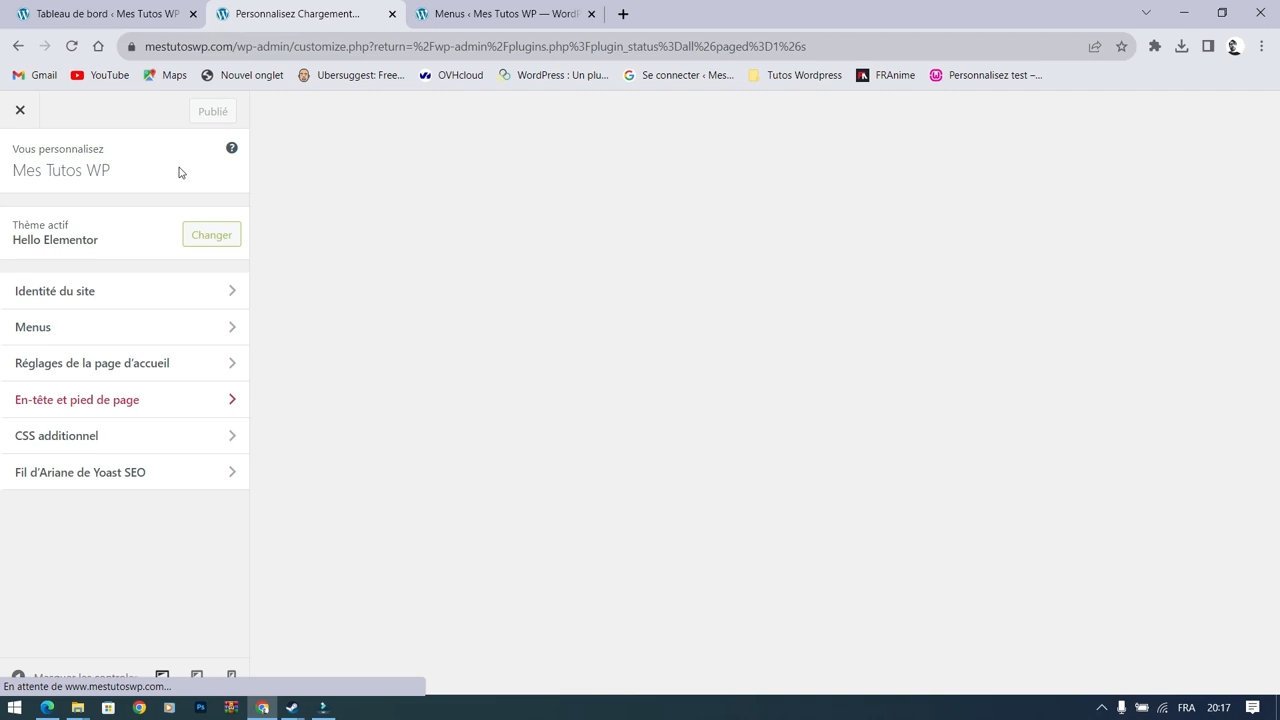 Tableau de bord ‹ Mes Tutos WP
Personnalisez Chargement...
Menus ‹ Mes Tutos WP — WordP
mestutoswp.com/wp-admin/customize.php?return=%2Fwp-admin%2Fplugins.php%3Fplugin_status%3Dall%26paged%3D1%26s
Gmail
YouTube
Maps
Nouvel onglet
Ubersuggest: Free...
OVHcloud
WordPress : Un plu...
Se connecter ‹ Mes...
Tutos Wordpress
FRAnime
Personnalisez test –...
Publié
Vous personnalisez
Mes Tutos WP
Thème actif
Hello Elementor
Changer
Identité du site
Menus
Réglages de la page d’accueil
En-tête et pied de page
CSS additionnel
Fil d’Ariane de Yoast SEO
En attente de www.mestutoswp.com...
FRA
20:17